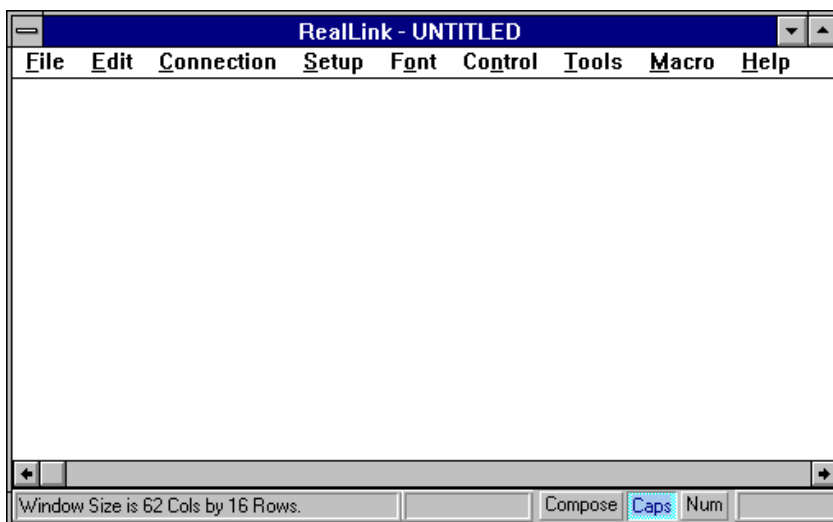 RealLink - UNTITLED
File Edit Connection Setup Font Control Tools Macro Help
Window Size is 62 Cols by 16 Rows. Compose Caps Num